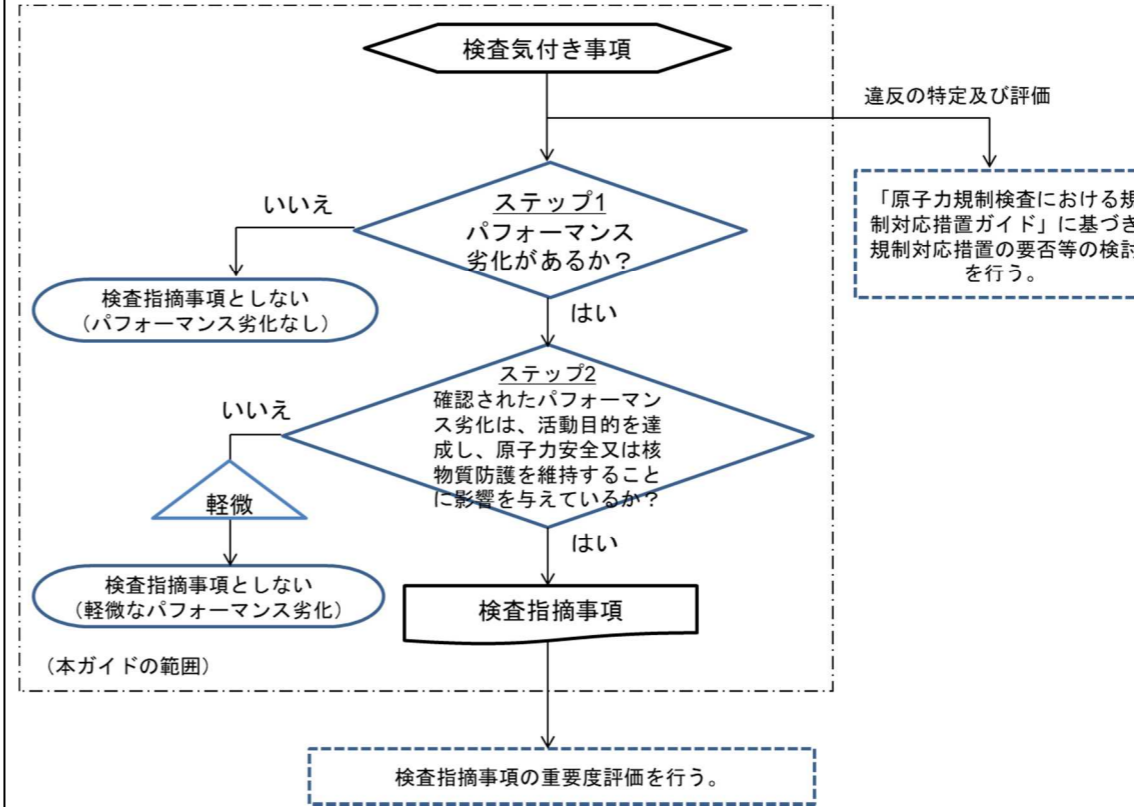 検査気付き事項
違反の特定及び評価
「原子力規制検査における規
制対応措置ガイド」に基づき
規制対応措置の要否等の検討
を行う。
ステップ1
パフォーマンス
劣化があるか？
いいえ
検査指摘事項としない
（パフォーマンス劣化なし）
はい
ステップ2
確認されたパフォーマン
ス劣化は、活動目的を達
成し、原子力安全又は核
物質防護を維持すること
に影響を与えているか？
いいえ
軽微
検査指摘事項としない
（軽微なパフォーマンス劣化）
はい
検査指摘事項
（本ガイドの範囲）
検査指摘事項の重要度評価を行う。